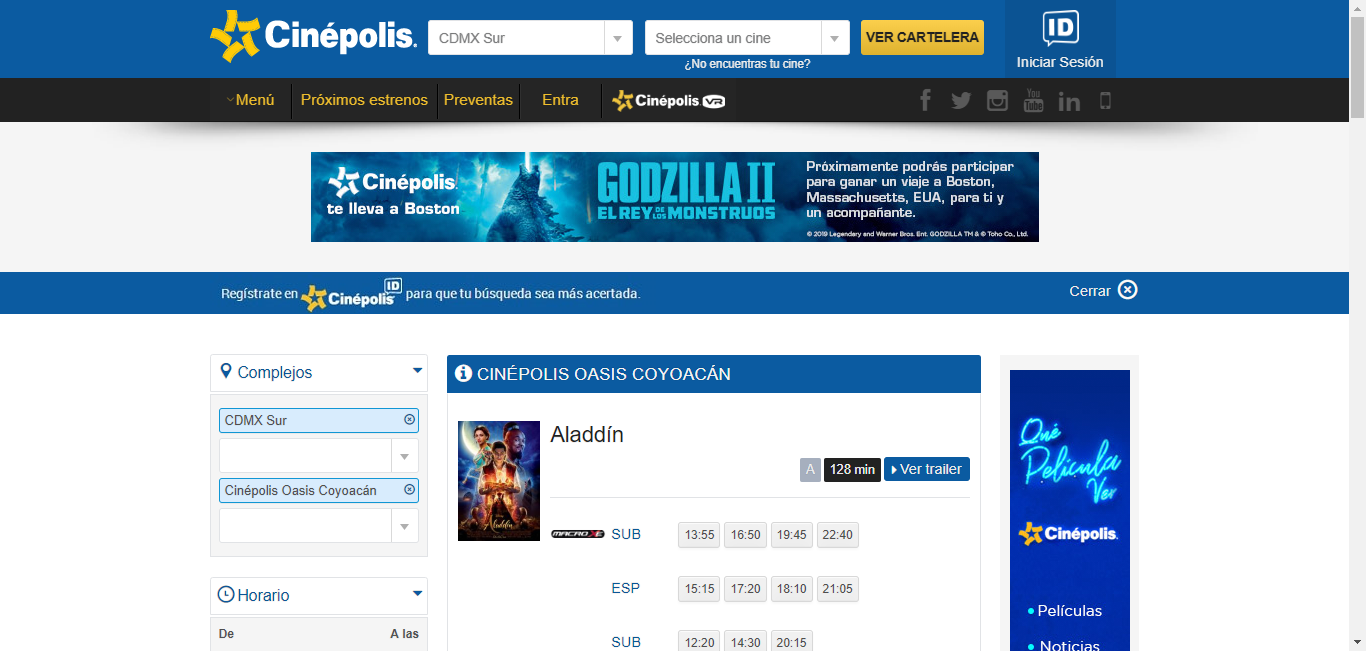 Cinépolis.
CDMX Sur
Selecciona un cine
VER CARTELERA
ID
¿No encuentras tu cine?
Iniciar Sesión
Menú
Próximos estrenos
Preventas
Entra
Cinépolis VR
You Tube
in
Cinépolis.
te lleva a Boston
GODZILLA II
EL REY DE LOS MONSTRUOS
Próximamente podrás participar
para ganar un viaje a Boston,
Massachusetts, EUA, para ti y
un acompañante.
© 2019 Legendary and Warner Bros. Ent. GODZILLA TM & © Toho Co., Ltd.
Regístrate en Cinépolis ID para que tu búsqueda sea más acertada.
Cerrar
Complejos
CDMX Sur
Cinépolis Oasis Coyoacán
Horario
De A las
CINÉPOLIS OASIS COYOACÁN
Aladdín
Aladdín
A 128 min Ver trailer
MACRO XE SUB 13:55 16:50 19:45 22:40
ESP 15:15 17:20 18:10 21:05
SUB 12:20 14:30 20:15
Qué
Película
Ver
Cinépolis.
Películas
Noticias